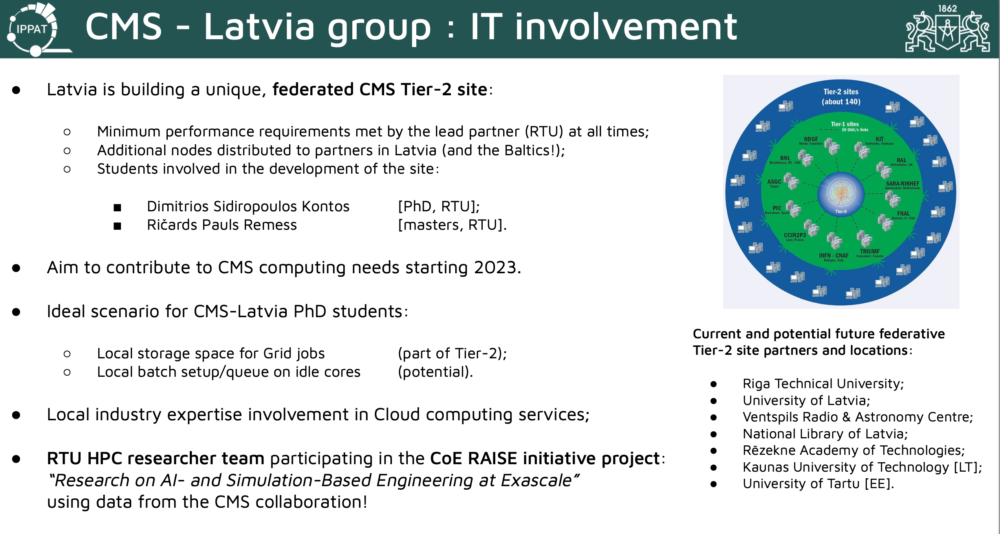 IPPAT
CMS - Latvia group : IT involvement
1862
● Latvia is building a unique, federated CMS Tier-2 site:
○ Minimum performance requirements met by the lead partner (RTU) at all times;
○ Additional nodes distributed to partners in Latvia (and the Baltics!);
○ Students involved in the development of the site:
■ Dimitrios Sidiropoulos Kontos [PhD, RTU];
■ Ričards Pauls Remess [masters, RTU].
● Aim to contribute to CMS computing needs starting 2023.
● Ideal scenario for CMS-Latvia PhD students:
○ Local storage space for Grid jobs (part of Tier-2);
○ Local batch setup/queue on idle cores (potential).
● Local industry expertise involvement in Cloud computing services;
● RTU HPC researcher team participating in the CoE RAISE initiative project:
“Research on AI- and Simulation-Based Engineering at Exascale”
using data from the CMS collaboration!
Tier-2 sites
(about 140)
Tier-1 sites
10 Gbit/s links
NDGF
Nordic Countries
KIT
Karlsruhe, Germany
BNL
Brookhaven, NY - USA
RAL
Oxfordshire, UK
ASGC
Taipei
SARA-NIKHEF
Amsterdam, Netherlands
PIC
Barcelona, Spain
Tier-0
FNAL
Batavia, Il - USA
CCIN2P3
Lyon, France
INFN - CNAF
Bologna, Italy
TRIUMF
Vancouver, Canada
Current and potential future federative
Tier-2 site partners and locations:
● Riga Technical University;
● University of Latvia;
● Ventspils Radio & Astronomy Centre;
● National Library of Latvia;
● Rēzekne Academy of Technologies;
● Kaunas University of Technology [LT];
● University of Tartu [EE].